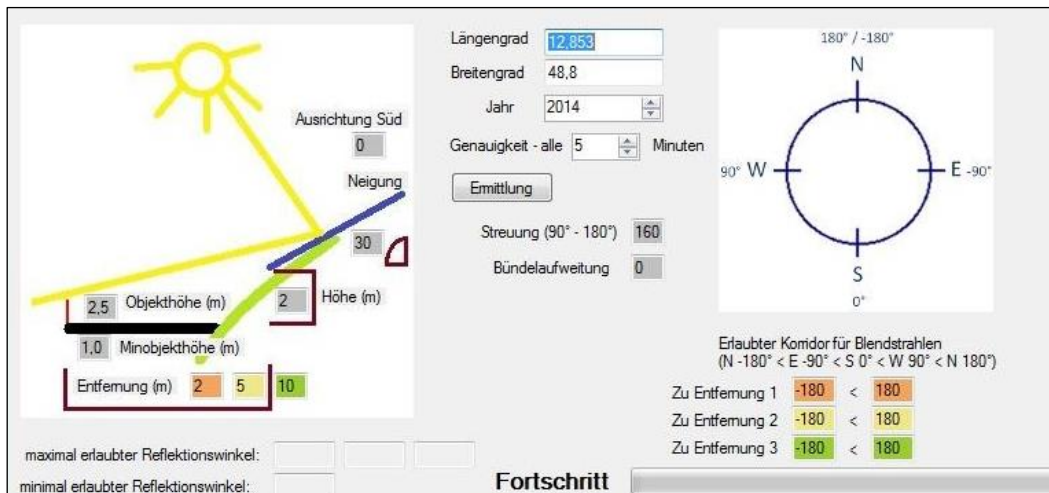 Ausrichtung Süd
0
Neigung
30
2 Höhe (m)
2,5 Objekthöhe (m)
1,0 Minobjekthöhe (m)
Entfernung (m) 2 5 10
maximal erlaubter Reflektionswinkel:
minimal erlaubter Reflektionswinkel:
Längengrad 12,853
Breitengrad 48,8
Jahr 2014
Genauigkeit - alle 5 Minuten
Ermittlung
Streuung (90° - 180°) 160
Bündelaufweitung 0
Fortschritt
180° / -180°
N
90° W
E -90°
S
0°
Erlaubter Korridor für Blendstrahlen
(N -180° < E -90° < S 0° < W 90° < N 180°)
Zu Entfernung 1 -180 < 180
Zu Entfernung 2 -180 < 180
Zu Entfernung 3 -180 < 180